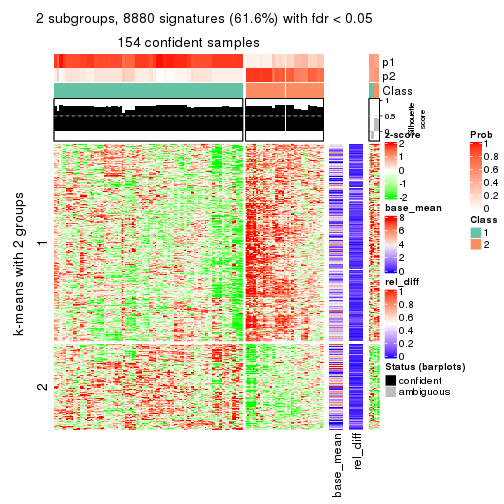 2 subgroups, 8880 signatures (61.6%) with fdr < 0.05
154 confident samples
p1
p2
Class
1
0.5
0
Silhouette
score
k-means with 2 groups
1
2
base_mean
rel_diff
z-score
2
1
0
-1
-2
base_mean
8
6
4
2
0
rel_diff
1
0.8
0.6
0.4
0.2
0
Status (barplots)
confident
ambiguous
Prob
1
0.8
0.6
0.4
0.2
0
Class
1
2